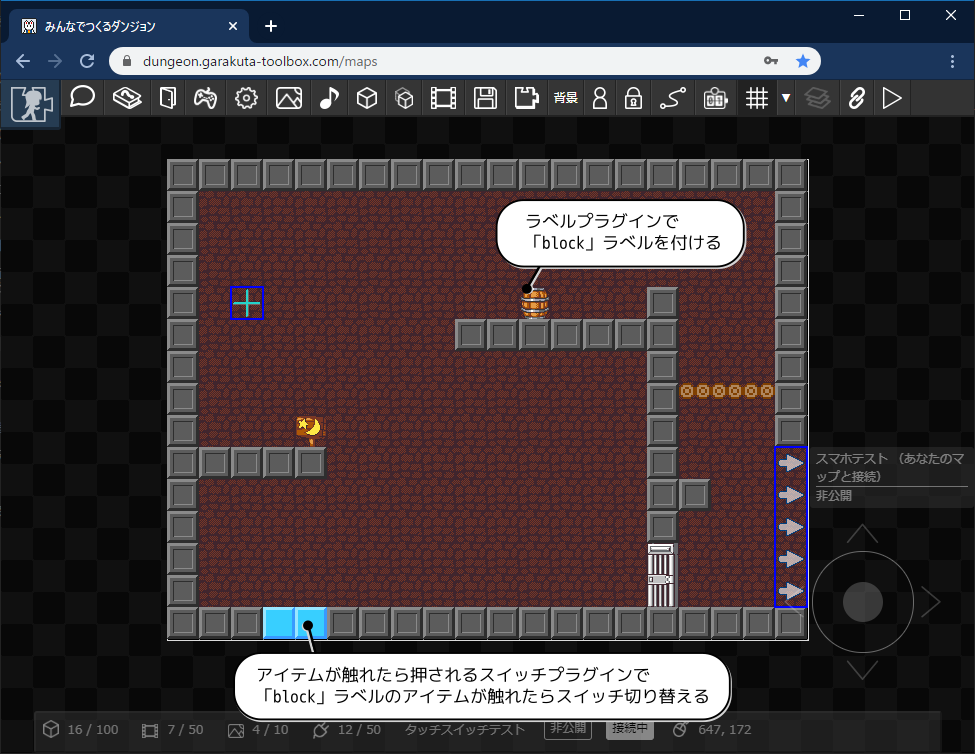 みんなでつくるダンジョン
dungeon.garakuta-toolbox.com/maps
背景
01
ラベルプラグインで
「block」ラベルを付ける
スマホテスト （あなたのマ
ップと接続）
非公開
アイテムが触れたら押されるスイッチプラグインで
「block」ラベルのアイテムが触れたらスイッチ切り替える
16 / 100 7 / 50 4 / 10 12 / 50 タッチスイッチテスト 非公開 接続中 647, 172